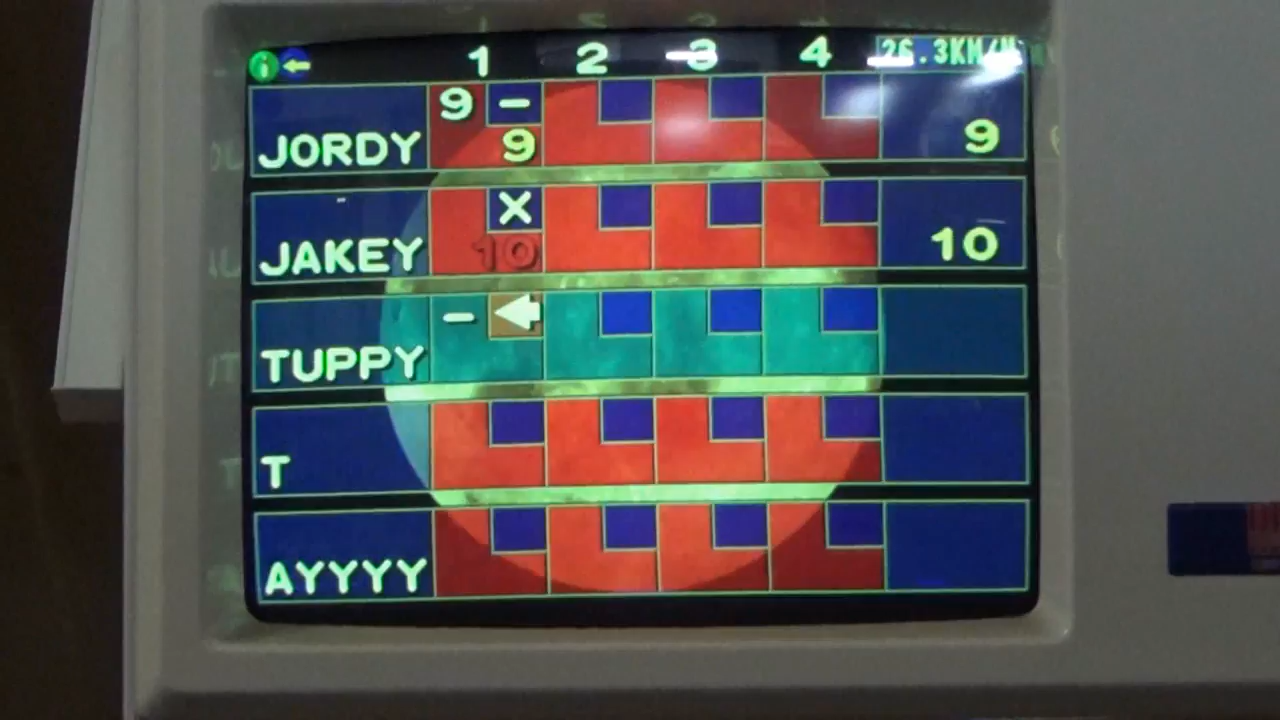 1 2 3 4 26.3KM/H
9 -
JORDY 9 9
X
JAKEY 10 10
-
TUPPY
T
AYYYY